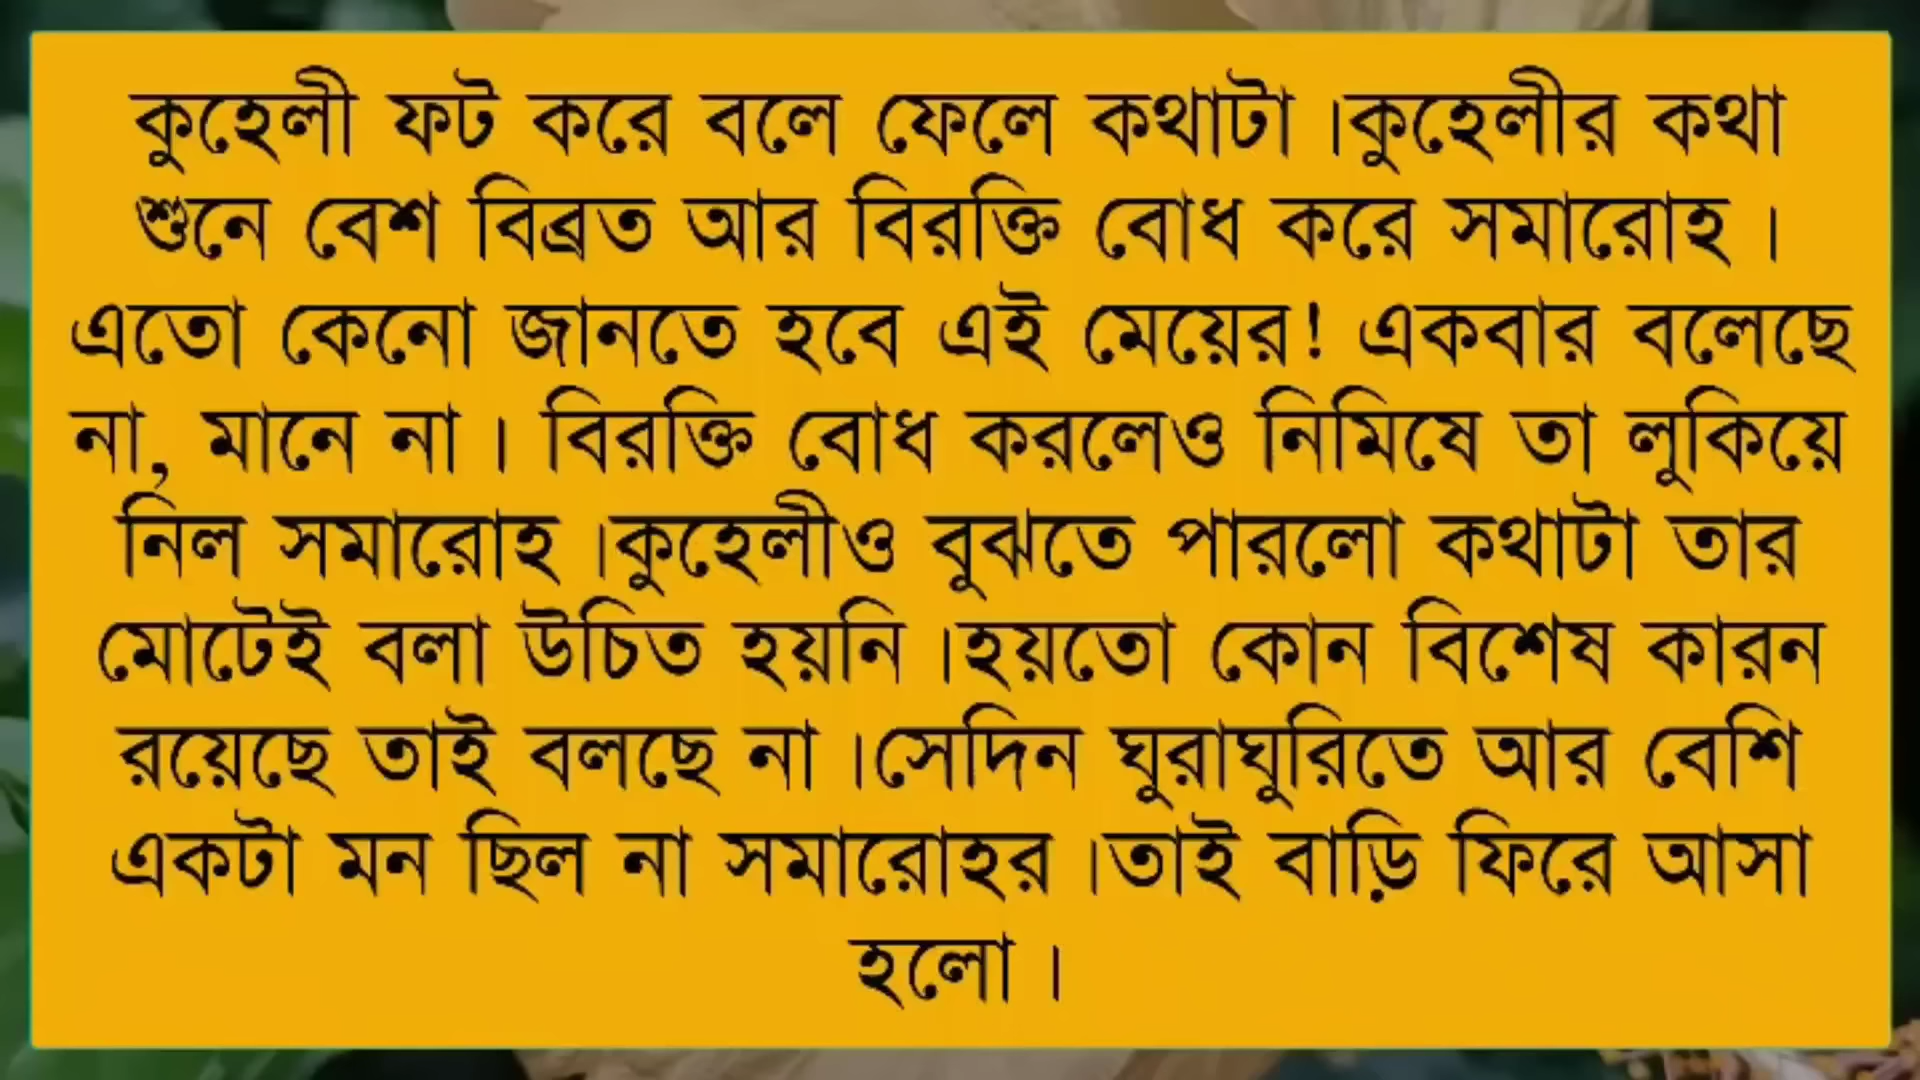 কুহেলী ফট করে বলে ফেলে কথাটা ।কুহেলীর কথা
শুনে বেশ বিব্রত আর বিরক্তি বোধ করে সমারোহ ।
এতো কেনো জানতে হবে এই মেয়ের! একবার বলেছে
না, মানে না । বিরক্তি বোধ করলেও নিমিষে তা লুকিয়ে
নিল সমারোহ ।কুহেলীও বুঝতে পারলো কথাটা তার
মোটেই বলা উচিত হয়নি ।হয়তো কোন বিশেষ কারন
রয়েছে তাই বলছে না ।সেদিন ঘুরাঘুরিতে আর বেশি
একটা মন ছিল না সমারোহর ।তাই বাড়ি ফিরে আসা
হলো ।